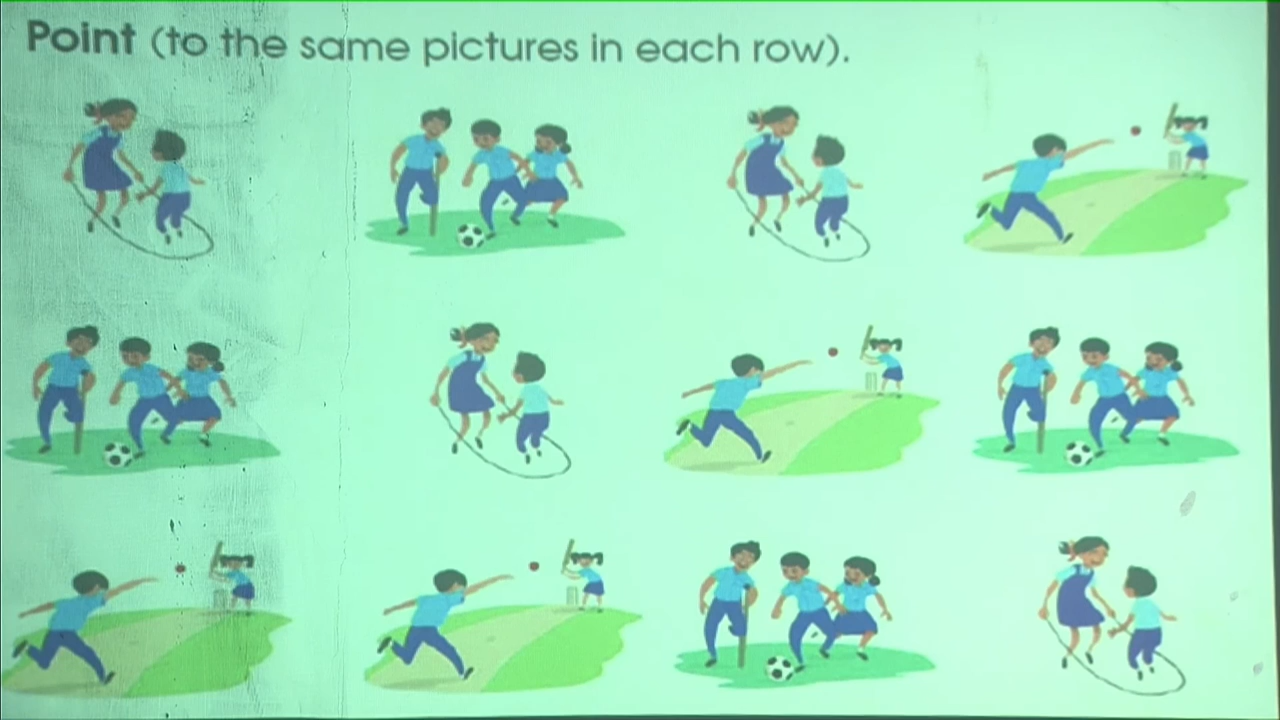 Point (to the same pictures in each row).